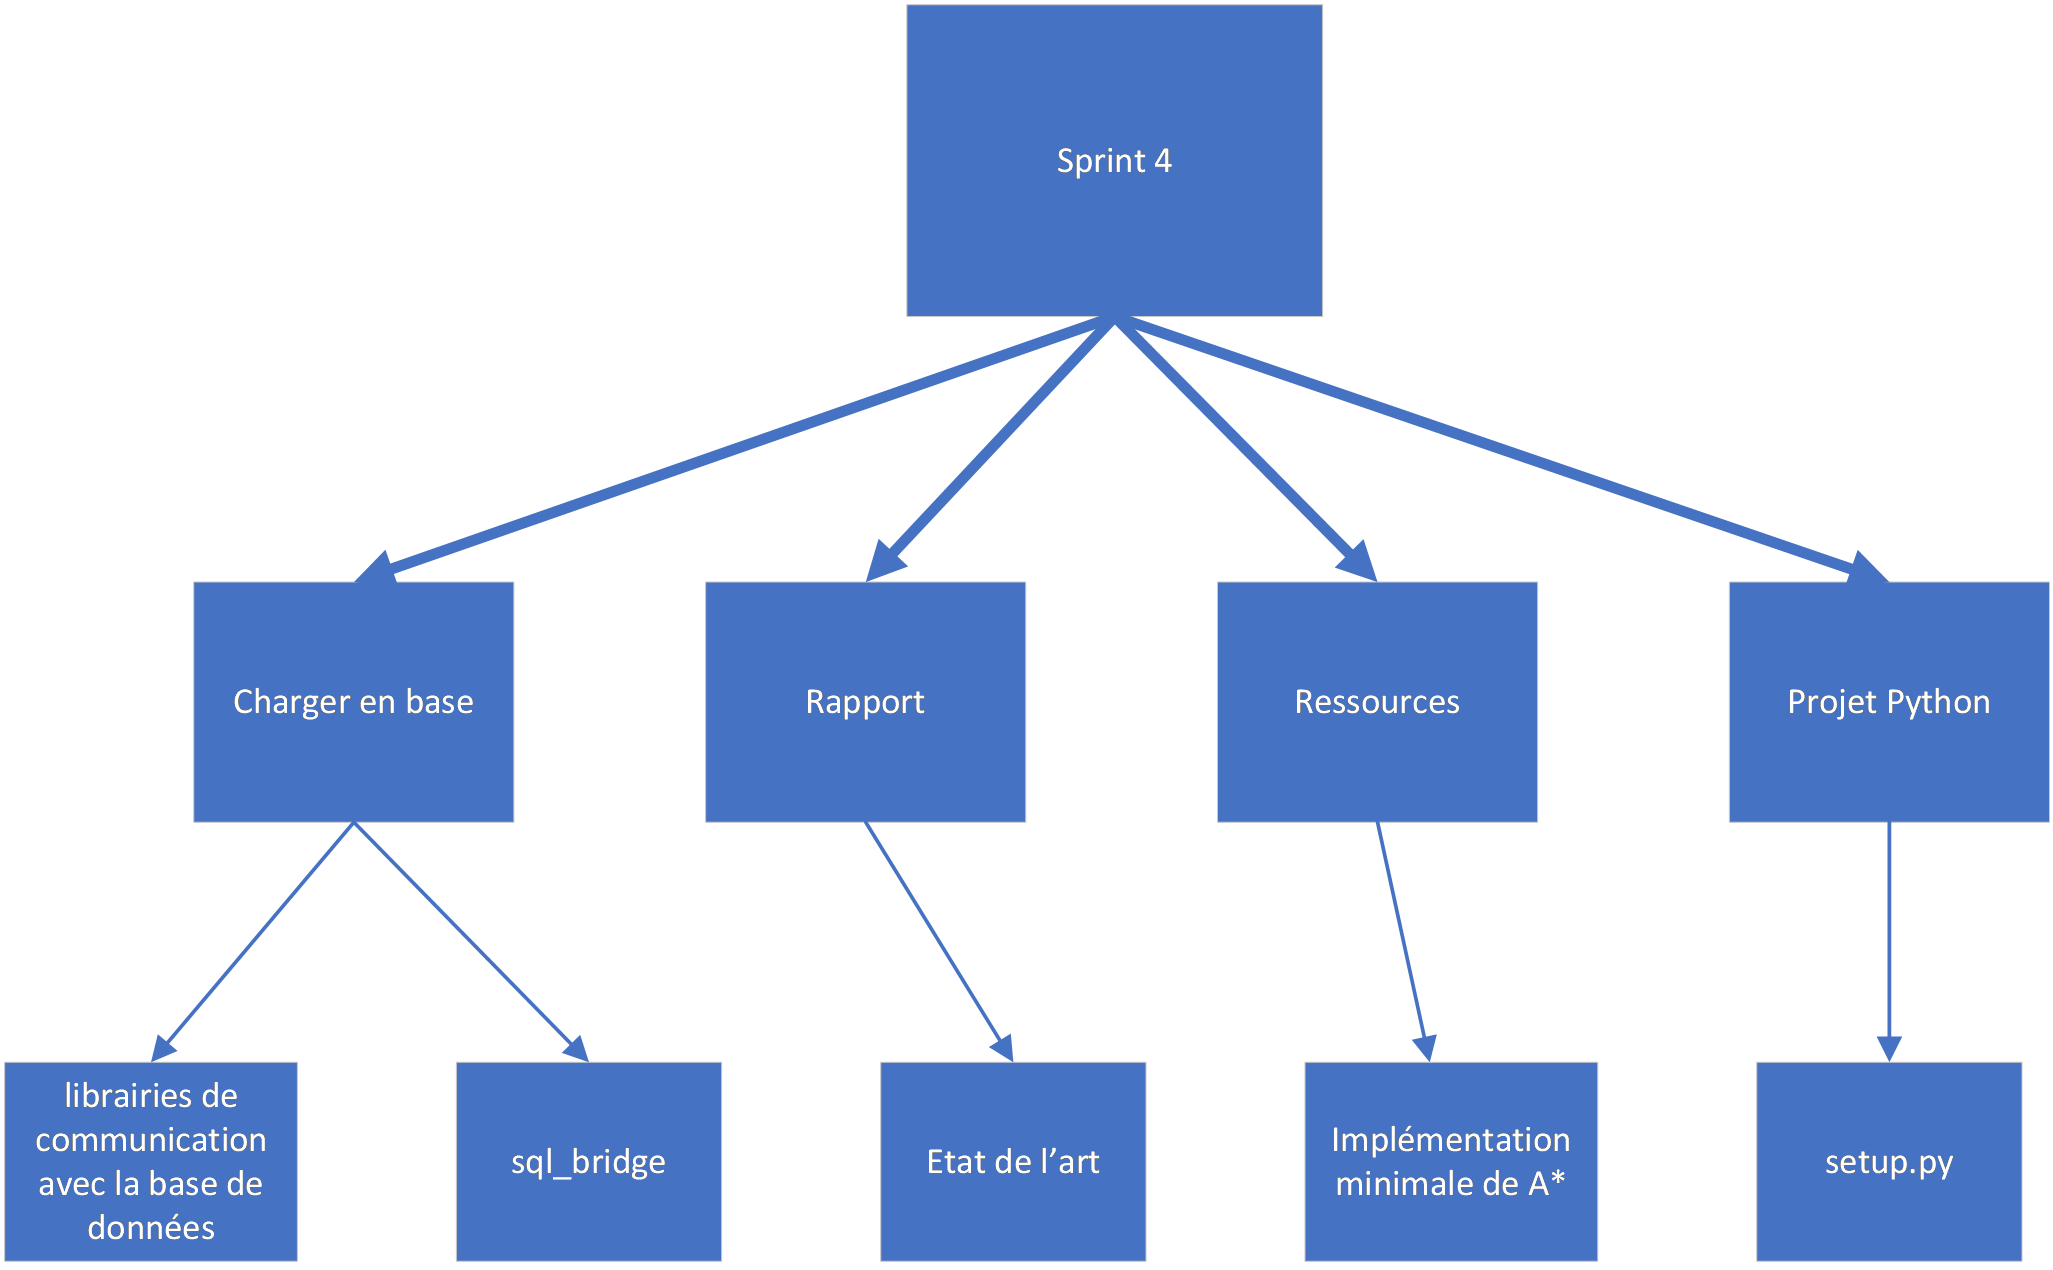 Sprint 4
Charger en base
Rapport
Ressources
Projet Python
librairies de
communication
avec la base de
données
sql_bridge
Etat de l’art
Implémentation
minimale de A*
setup.py